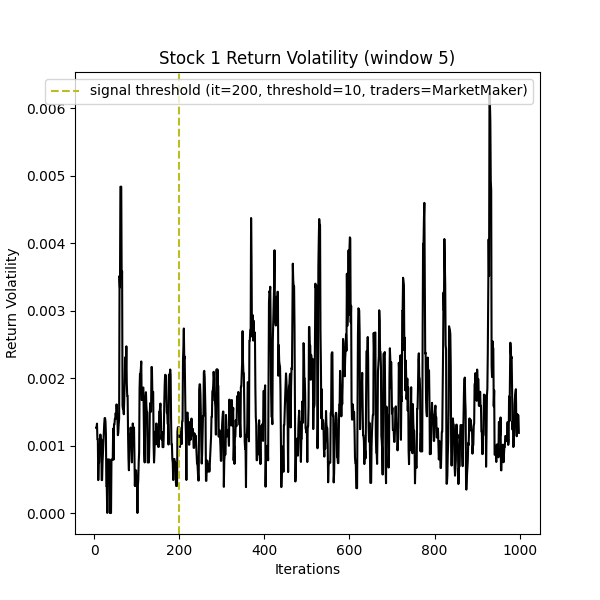 Stock 1 Return Volatility (window 5)
signal threshold (it=200, threshold=10, traders=MarketMaker)
0.006
0.005
0.004
0.003
0.002
0.001
0.000
Return Volatility
0 200 400 600 800 1000
Iterations